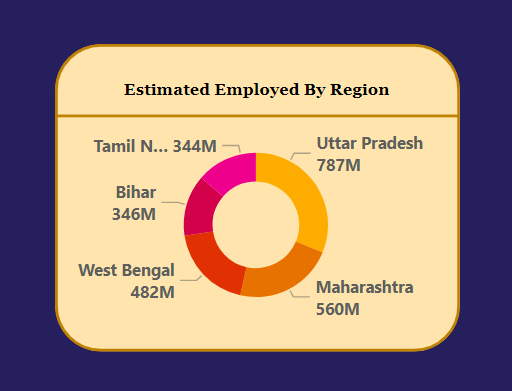 Estimated Employed By Region
Tamil N... 344M
Uttar Pradesh
787M
Bihar
346M
West Bengal
482M
Maharashtra
560M